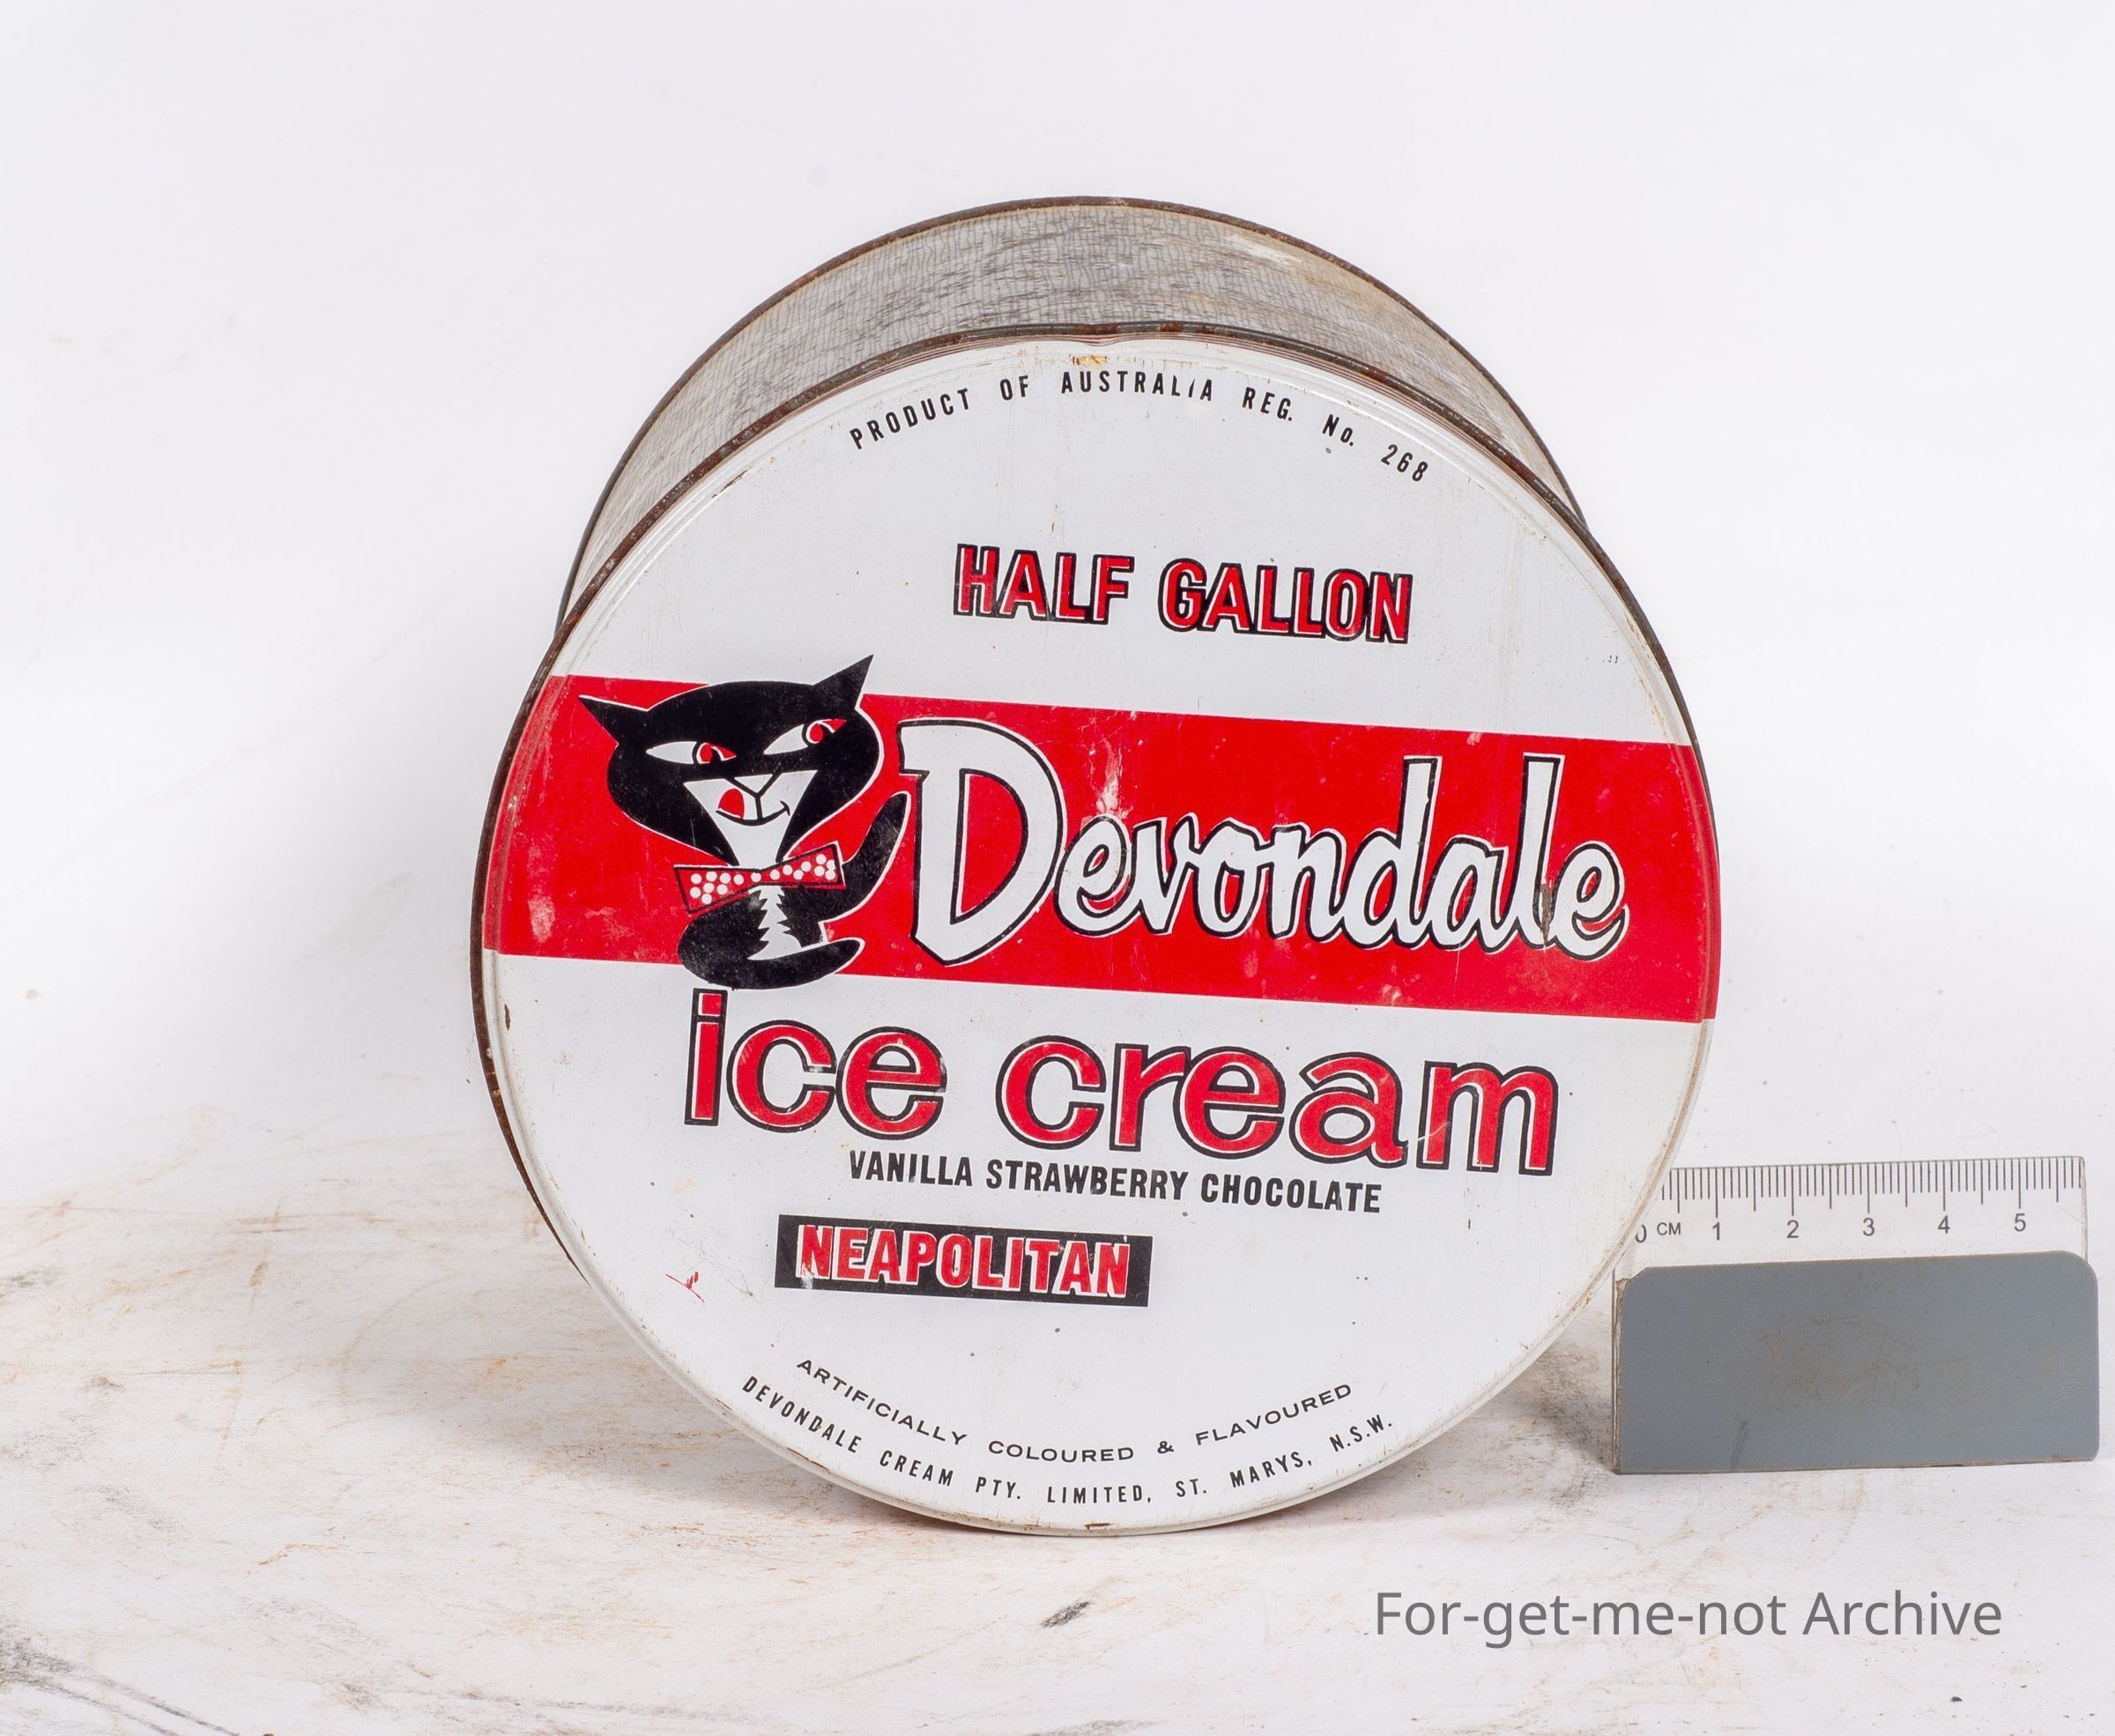 PRODUCT OF AUSTRALIA REG. No. 268
HALF GALLON
Devondale
ice cream
VANILLA STRAWBERRY CHOCOLATE
NEAPOLITAN
ARTIFICIALLY COLOURED & FLAVOURED
DEVONDALE CREAM PTY. LIMITED, ST. MARYS, N.S.W.
0 CM 1 2 3 4 5
For-get-me-not Archive